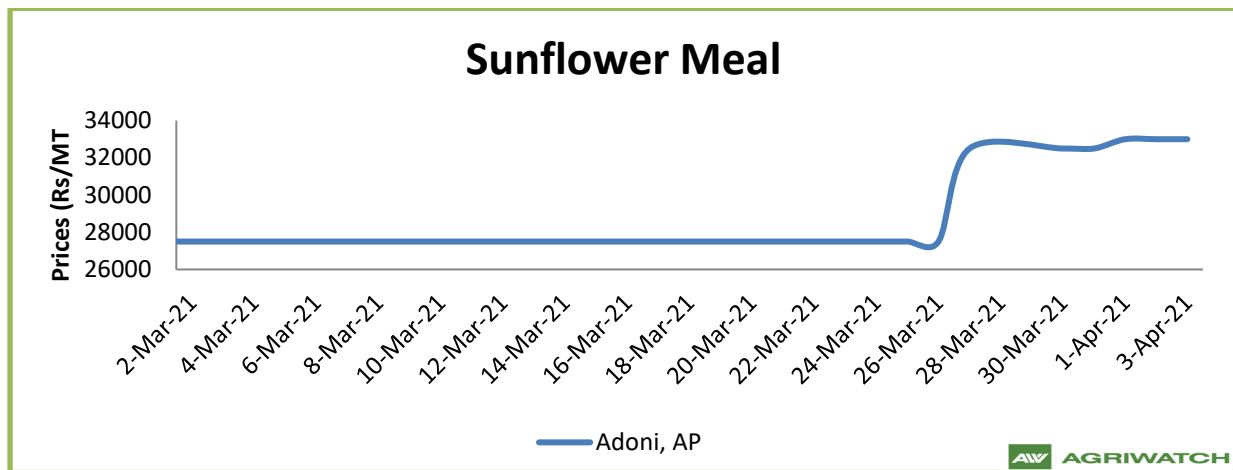 Sunflower Meal
Prices (Rs/MT
34000
32000
30000
28000
26000
2-Mar-21
4-Mar-21
6-Mar-21
8-Mar-21
10-Mar-21
12-Mar-21
14-Mar-21
16-Mar-21
18-Mar-21
20-Mar-21
22-Mar-21
24-Mar-21
26-Mar-21
28-Mar-21
30-Mar-21
1-Apr-21
3-Apr-21
Adoni, AP
AW AGRIWATCH